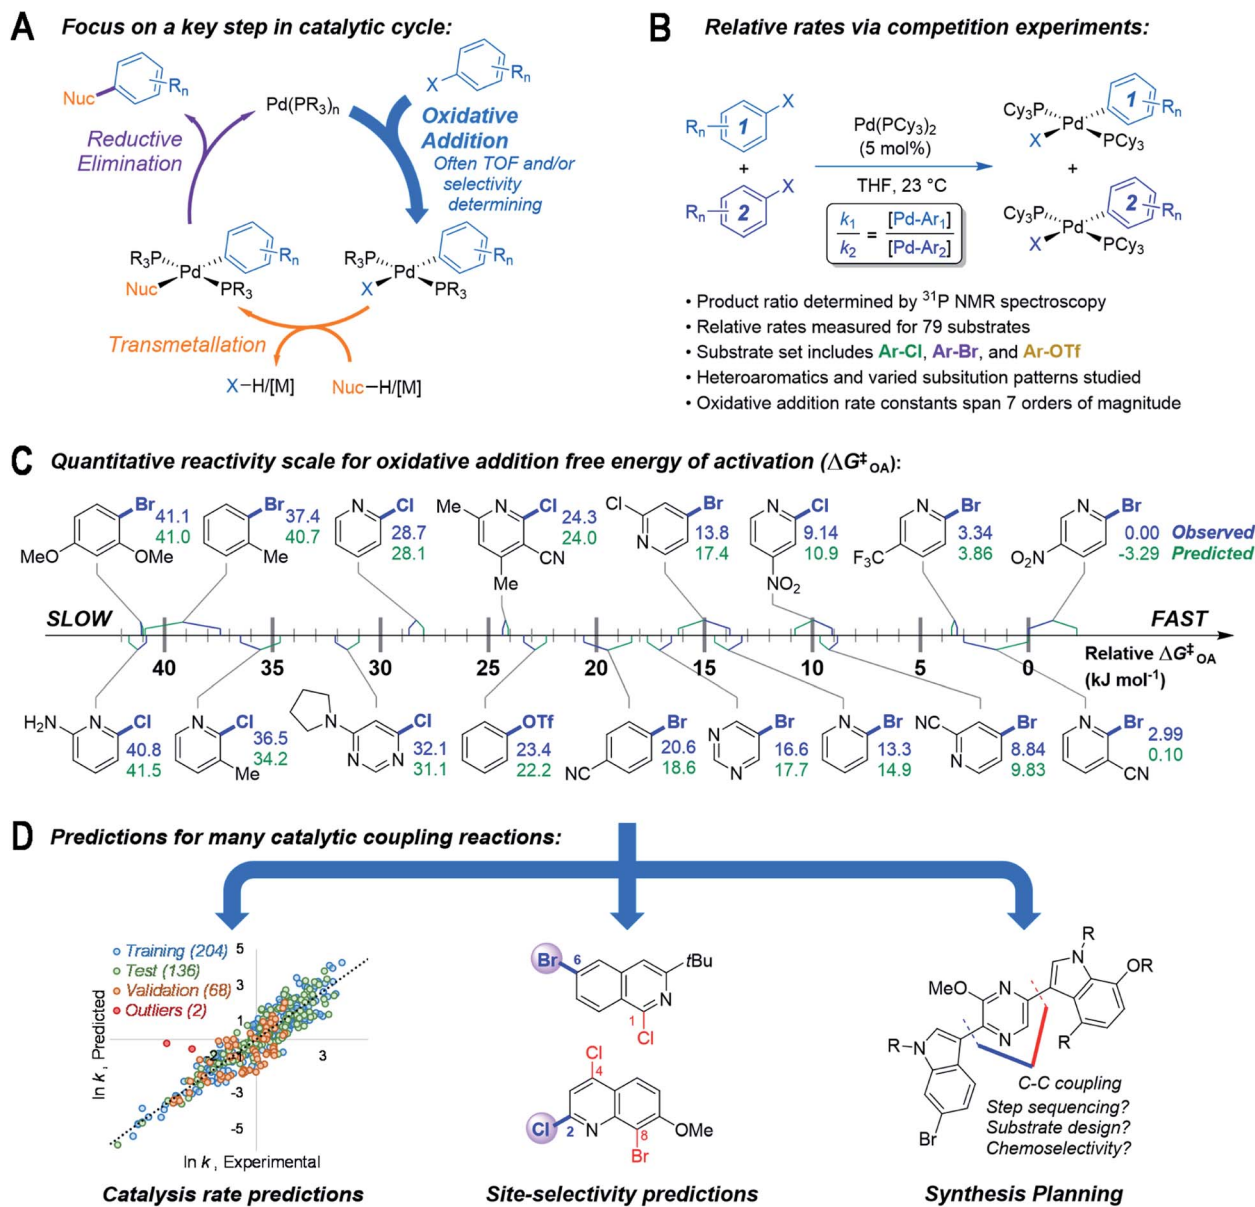 A Focus on a key step in catalytic cycle:
Nuc
Rn
Pd(PR3)n
X
Rn
Reductive
Elimination
Oxidative
Addition
Often TOF and/or
selectivity
determining
R3P
Pd
Rn
Nuc
PR3
R3P
Pd
Rn
X
PR3
Transmetallation
X–H/[M]
Nuc–H/[M]
B Relative rates via competition experiments:
X
Rn 1
+
X
Rn 2
Pd(PCy3)2
(5 mol%)
THF, 23 °C
k1 / k2 = [Pd-Ar1] / [Pd-Ar2]
Cy3P
Pd
1
Rn
X
PCy3
+
Cy3P
Pd
2
Rn
X
PCy3
• Product ratio determined by 31P NMR spectroscopy
• Relative rates measured for 79 substrates
• Substrate set includes Ar-Cl, Ar-Br, and Ar-OTf
• Heteroaromatics and varied subsitution patterns studied
• Oxidative addition rate constants span 7 orders of magnitude
C Quantitative reactivity scale for oxidative addition free energy of activation (ΔG‡OA):
Br
41.1
41.0
MeO
OMe
Br
37.4
40.7
Me
N
Cl
28.7
28.1
Me
N
Cl
24.3
24.0
CN
Me
Cl
Br
N
13.8
17.4
N
Cl
9.14
10.9
NO2
N
Br
3.34
3.86
F3C
N
Br
0.00 Observed
-3.29 Predicted
O2N
SLOW
FAST
40
35
30
25
20
15
10
5
0
Relative ΔG‡OA
(kJ mol-1)
H2N
N
Cl
40.8
41.5
N
Cl
36.5
34.2
Me
N
Cl
32.1
31.1
N
N
OTf
23.4
22.2
Br
20.6
18.6
NC
Br
16.6
17.7
N
N
N
Br
13.3
14.9
CN
Br
8.84
9.83
N
N
Br
2.99
0.10
CN
D Predictions for many catalytic coupling reactions:
Training (204)
Test (136)
Validation (68)
Outliers (2)
5
3
1
-2
-1
3
-3
-5
ln k , Predicted
ln k , Experimental
Catalysis rate predictions
Br
6
tBu
N
1
Cl
Cl
4
Cl
2
N
8
OMe
Br
Site-selectivity predictions
R
N
OR
MeO
N
N
R
R
N
Br
C-C coupling
Step sequencing?
Substrate design?
Chemoselectivity?
Synthesis Planning